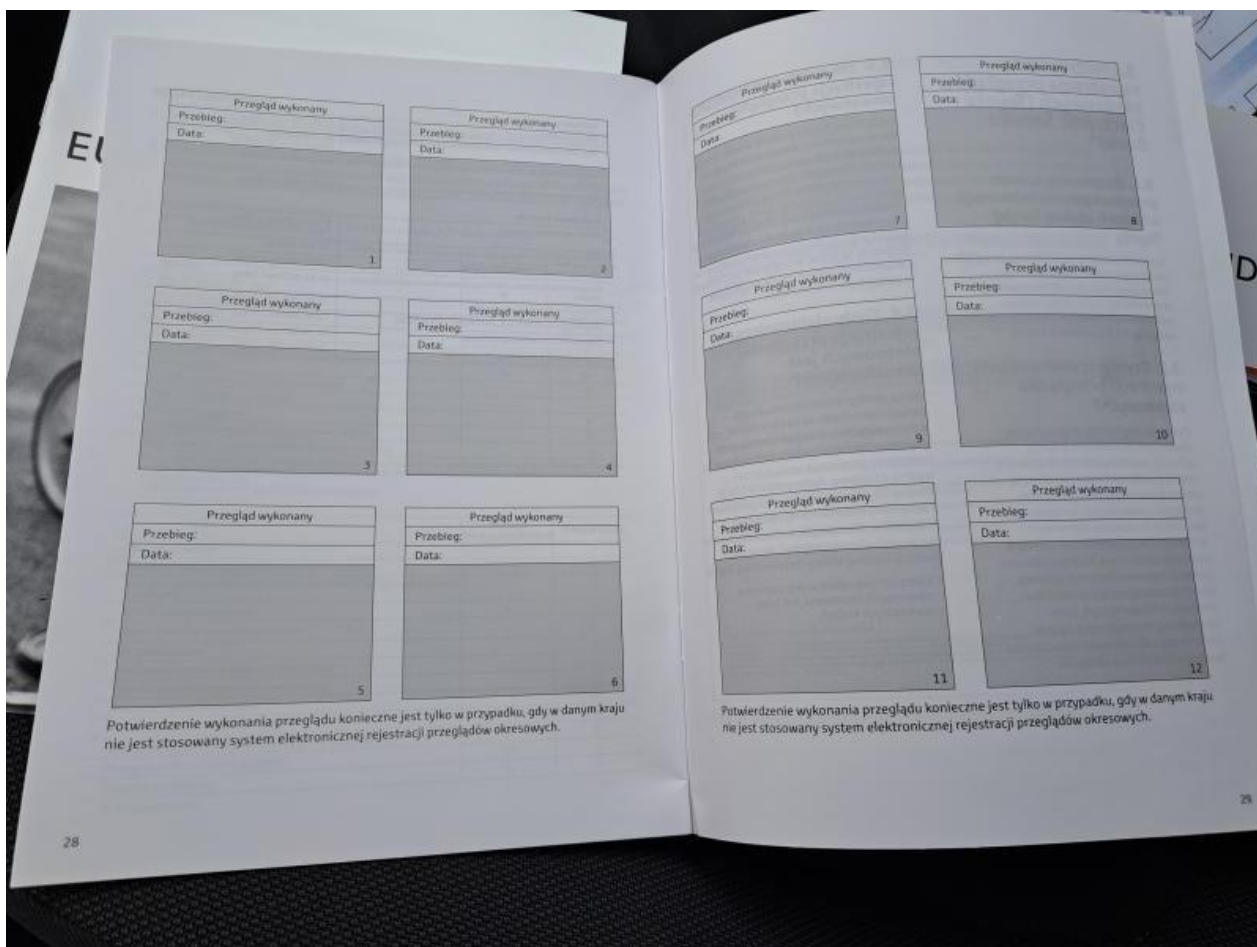 EU
Przegląd wykonany
Przebieg:
Data:
1
Przegląd wykonany
Przebieg:
Data:
2
Przegląd wykonany
Przebieg:
Data:
3
Przegląd wykonany
Przebieg:
Data:
4
Przegląd wykonany
Przebieg:
Data:
5
Przegląd wykonany
Przebieg:
Data:
6
Potwierdzenie wykonania przeglądu konieczne jest tylko w przypadku, gdy w danym kraju
nie jest stosowany system elektronicznej rejestracji przeglądów okresowych.
28
Przegląd wykonany
Przebieg:
Data:
7
Przegląd wykonany
Przebieg:
Data:
8
Przegląd wykonany
Przebieg:
Data:
9
Przegląd wykonany
Przebieg:
Data:
10
Przegląd wykonany
Przebieg:
Data:
11
Przegląd wykonany
Przebieg:
Data:
12
Potwierdzenie wykonania przeglądu konieczne jest tylko w przypadku, gdy w danym kraju
nie jest stosowany system elektronicznej rejestracji przeglądów okresowych.
29